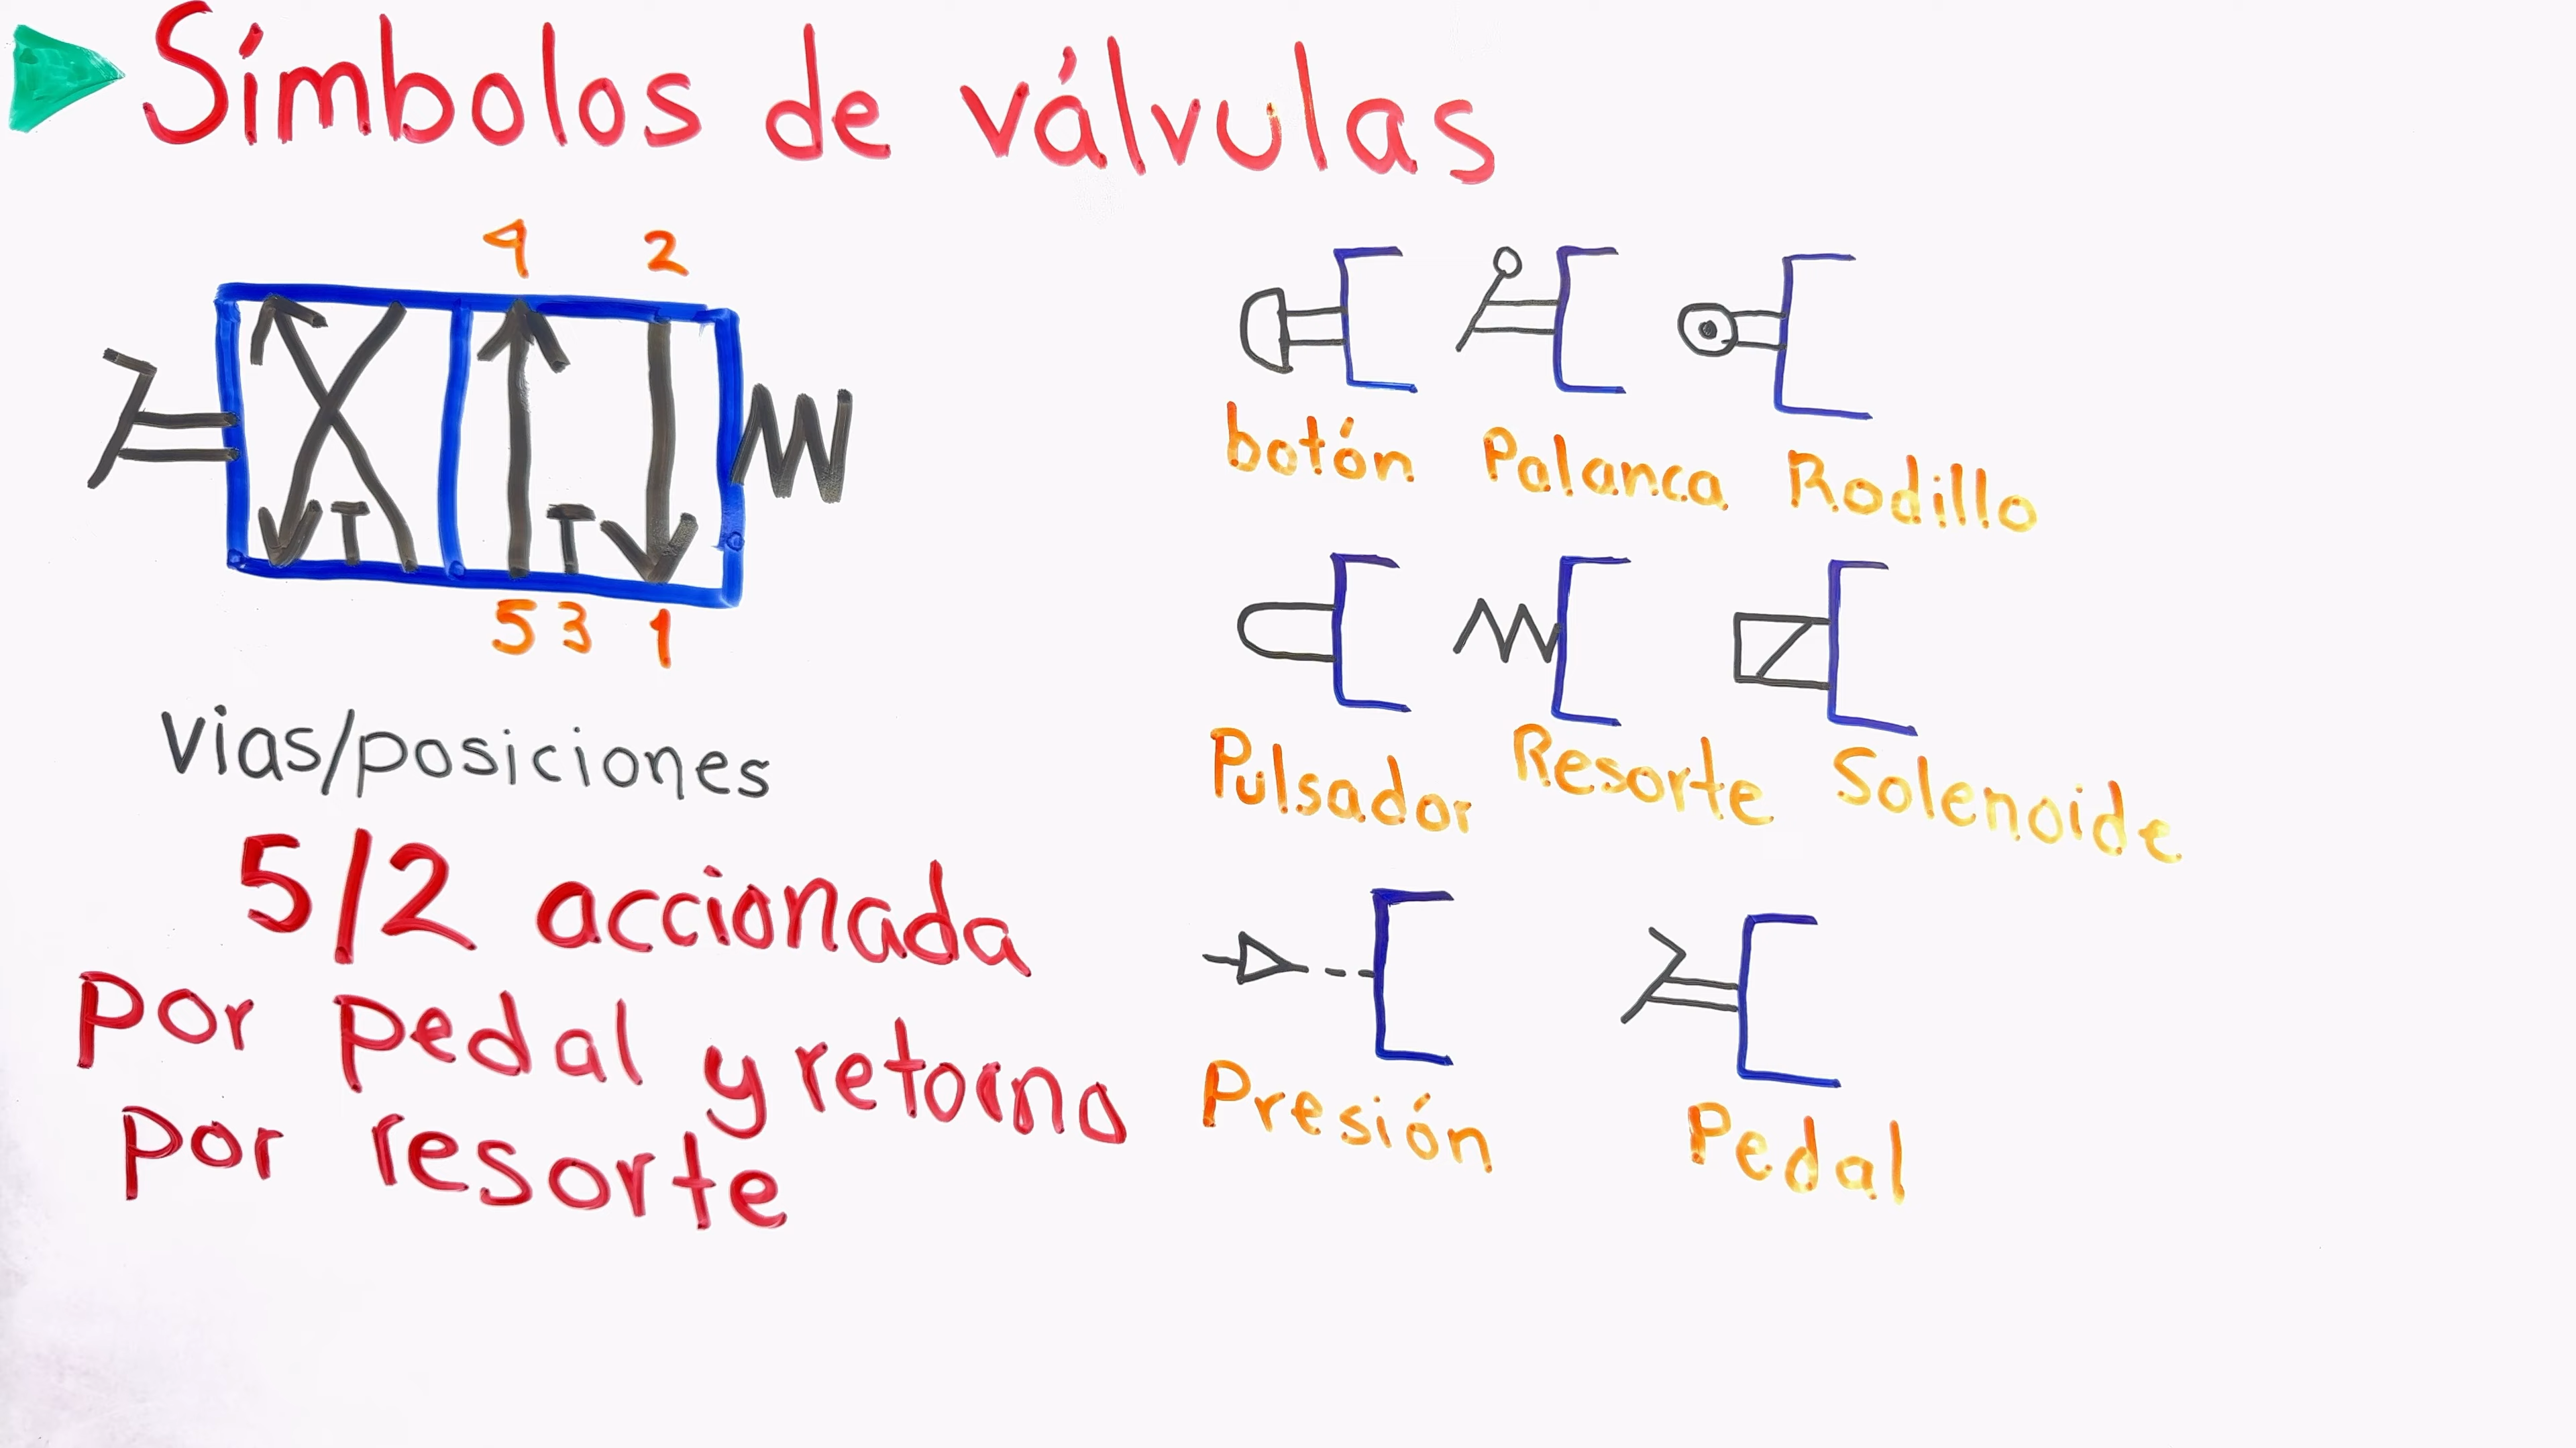 Símbolos de válvulas
4 2
T T
5 3 1
vias/posiciones
5/2 accionada
por pedal y retorno
por resorte
botón Palanca Rodillo
Pulsador Resorte Solenoide
Presión Pedal